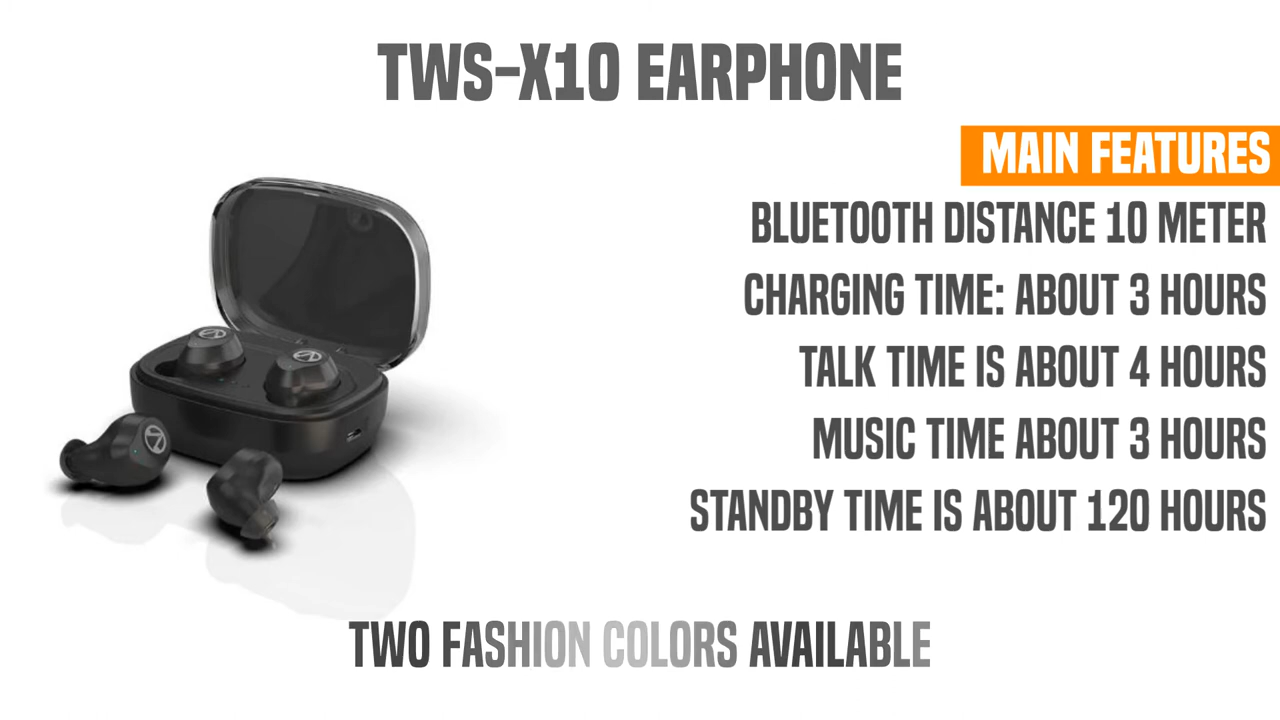 TWS-X10 EARPHONE
MAIN FEATURES
BLUETOOTH DISTANCE 10 METER
CHARGING TIME: ABOUT 3 HOURS
TALK TIME IS ABOUT 4 HOURS
MUSIC TIME ABOUT 3 HOURS
STANDBY TIME IS ABOUT 120 HOURS
TWO FASHION COLORS AVAILABLE